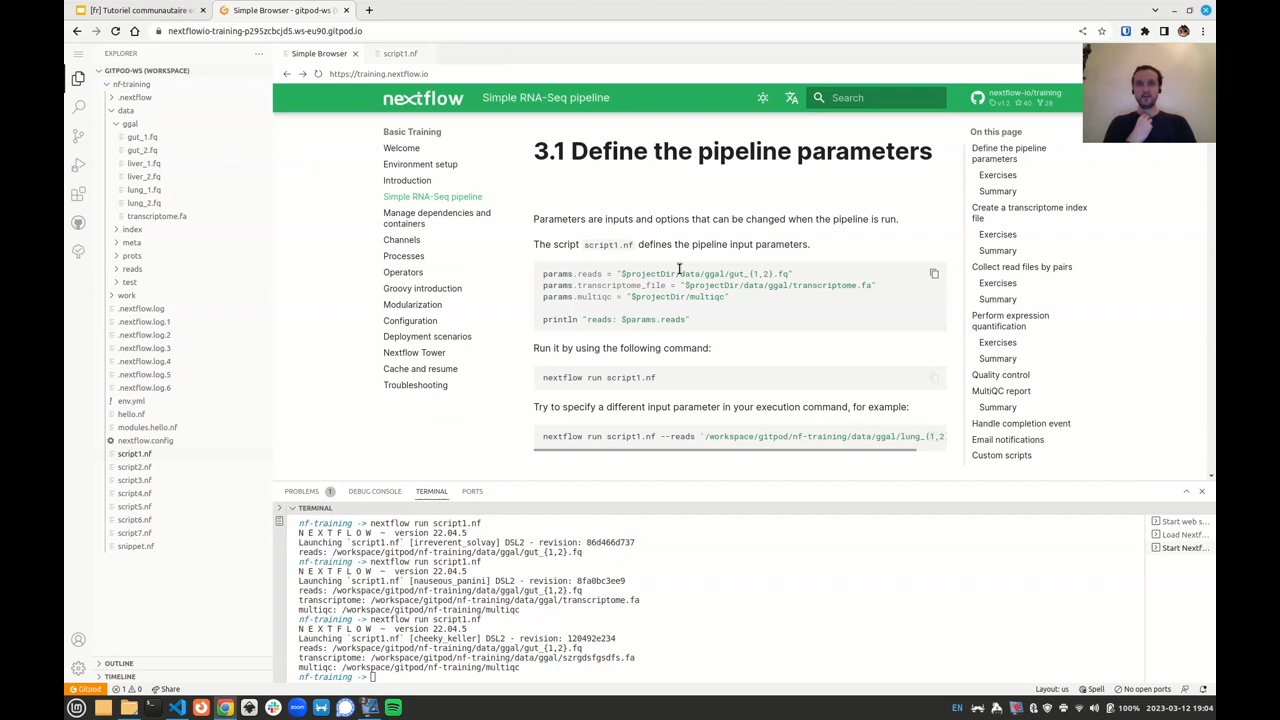 [fr] Tutoriel communautaire e
Simple Browser - gitpod-ws
nextflowio-training-p295zcbcjd5.ws-eu90.gitpod.io
EXPLORER
GITPOD-WS (WORKSPACE)
nf-training
.nextflow
data
ggal
gut_1.fq
gut_2.fq
liver_1.fq
liver_2.fq
lung_1.fq
lung_2.fq
transcriptome.fa
index
meta
prots
reads
test
work
.nextflow.log
.nextflow.log.1
.nextflow.log.2
.nextflow.log.3
.nextflow.log.4
.nextflow.log.5
.nextflow.log.6
env.yml
hello.nf
modules.hello.nf
nextflow.config
script1.nf
script2.nf
script3.nf
script4.nf
script5.nf
script6.nf
script7.nf
snippet.nf
OUTLINE
TIMELINE
Simple Browser
script1.nf
https://training.nextflow.io
nextflow
Simple RNA-Seq pipeline
Search
nextflow-io/training
v1.2 40 28
Basic Training
Welcome
Environment setup
Introduction
Simple RNA-Seq pipeline
Manage dependencies and
containers
Channels
Processes
Operators
Groovy introduction
Modularization
Configuration
Deployment scenarios
Nextflow Tower
Cache and resume
Troubleshooting
3.1 Define the pipeline parameters
Parameters are inputs and options that can be changed when the pipeline is run.
The script script1.nf defines the pipeline input parameters.
params.reads = "$projectDir/data/ggal/gut_{1,2}.fq"
params.transcriptome_file = "$projectDir/data/ggal/transcriptome.fa"
params.multiqc = "$projectDir/multiqc"
println "reads: $params.reads"
Run it by using the following command:
nextflow run script1.nf
Try to specify a different input parameter in your execution command, for example:
nextflow run script1.nf --reads '/workspace/gitpod/nf-training/data/ggal/lung_{1,2
On this page
Define the pipeline
parameters
Exercises
Summary
Create a transcriptome index
file
Exercises
Summary
Collect read files by pairs
Exercises
Summary
Perform expression
quantification
Exercises
Summary
Quality control
MultiQC report
Summary
Handle completion event
Email notifications
Custom scripts
PROBLEMS 1
DEBUG CONSOLE
TERMINAL
PORTS
TERMINAL
nf-training -> nextflow run script1.nf
N E X T F L O W ~ version 22.04.5
Launching `script1.nf` [irreverent_solvay] DSL2 - revision: 86d466d737
reads: /workspace/gitpod/nf-training/data/ggal/gut_{1,2}.fq
nf-training -> nextflow run script1.nf
N E X T F L O W ~ version 22.04.5
Launching `script1.nf` [nauseous_panini] DSL2 - revision: 8fa0bc3ee9
reads: /workspace/gitpod/nf-training/data/ggal/gut_{1,2}.fq
transcriptome: /workspace/gitpod/nf-training/data/ggal/transcriptome.fa
multiqc: /workspace/gitpod/nf-training/multiqc
nf-training -> nextflow run script1.nf
N E X T F L O W ~ version 22.04.5
Launching `script1.nf` [cheeky_keller] DSL2 - revision: 120492e234
reads: /workspace/gitpod/nf-training/data/ggal/gut_{1,2}.fq
transcriptome: /workspace/gitpod/nf-training/data/ggal/szrgdsfgsdfs.fa
multiqc: /workspace/gitpod/nf-training/multiqc
nf-training ->
Start web s...
Load Nextf...
Start Nextf...
Gitpod
1 0
Share
Layout: us
Spell
No open ports
EN
100%
2023-03-12 19:04